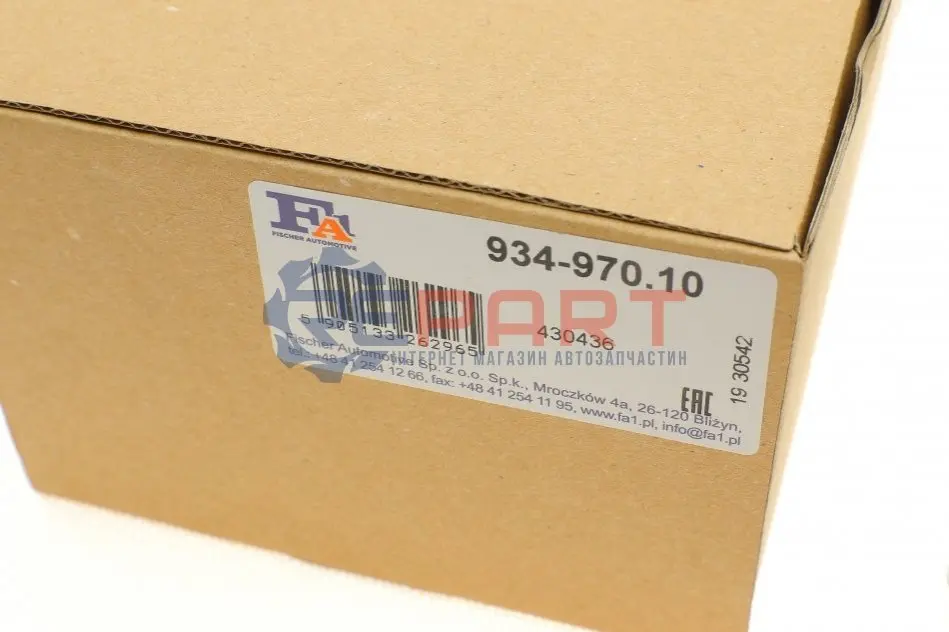 FA1
FISCHER AUTOMOTIVE
934-970.10
5 905133 262965
430436
PART
ІНТЕРНЕТ МАГАЗИН АВТОЗАПЧАСТИН
Fischer Automotive Sp. z o.o. Sp.k., Mroczków 4a, 26-120 Bliżyn,
tel.: +48 41 254 12 66, fax: +48 41 254 11 95, www.fa1.pl, info@fa1.pl
EAC
19 30542